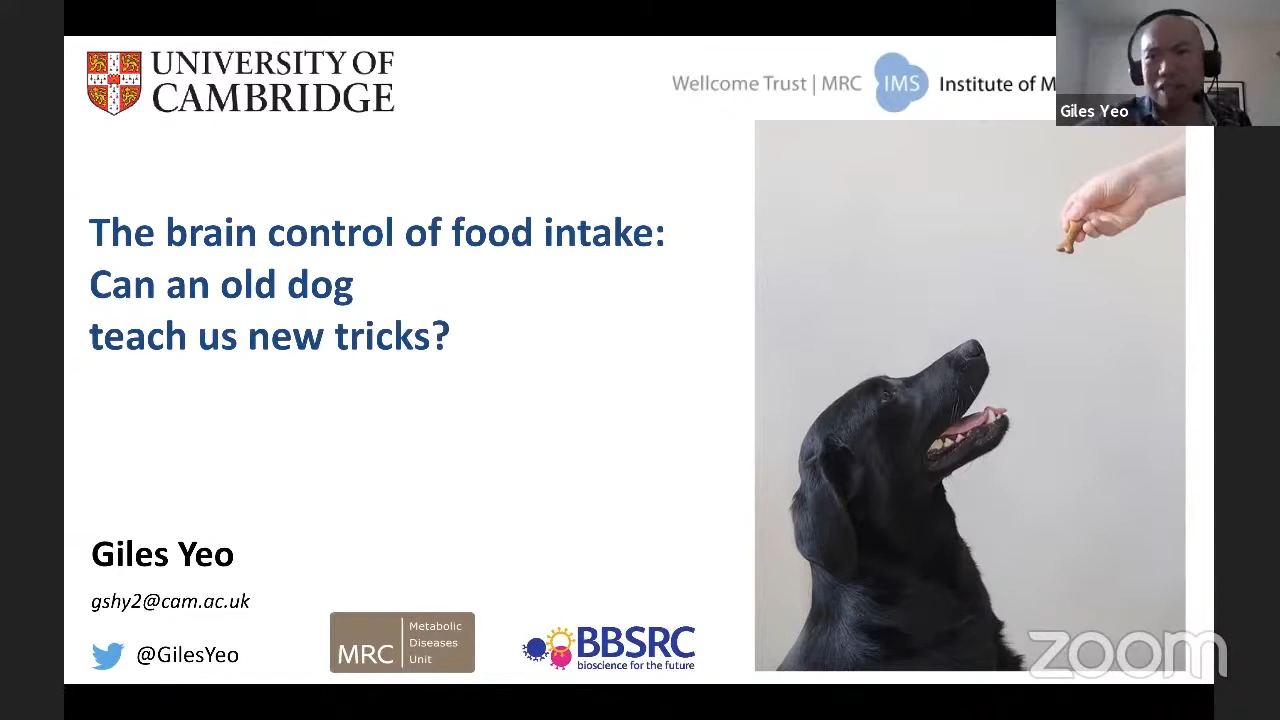 UNIVERSITY OF
CAMBRIDGE
Wellcome Trust | MRC IMS Institute of M
Giles Yeo
The brain control of food intake:
Can an old dog
teach us new tricks?
Giles Yeo
gshy2@cam.ac.uk
@GilesYeo
MRC
Metabolic
Diseases
Unit
BBSRC
bioscience for the future
zoom